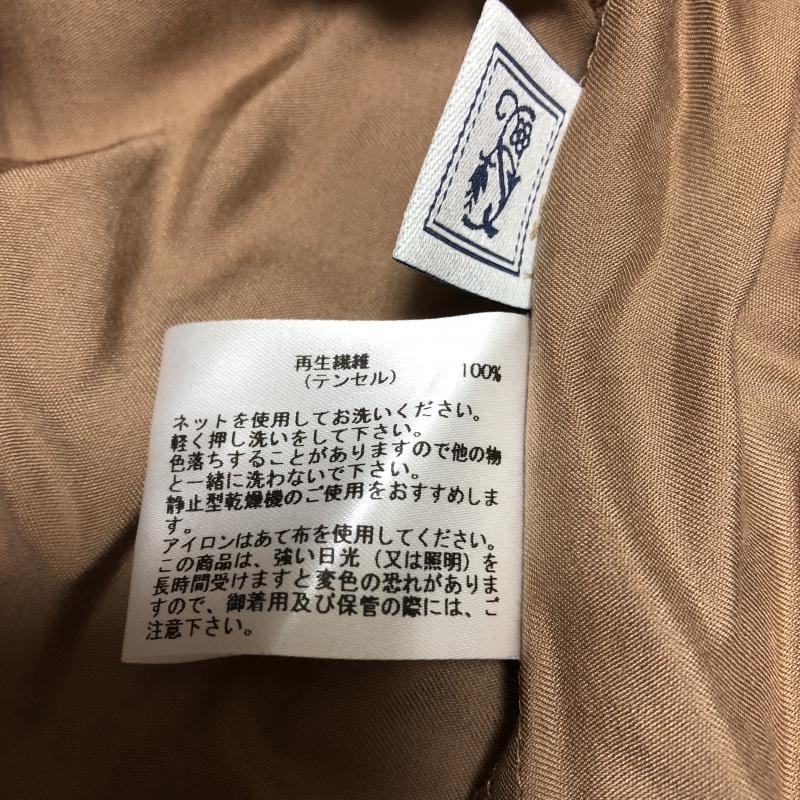 再生繊維
(テンセル) 100%
ネットを使用してお洗いください。
軽く押し洗いをして下さい。
色落ちすることがありますので他の物
と一緒に洗わないで下さい。
静止型乾燥機のご使用をおすすめしま
す。
アイロンはあて布を使用してください。
この商品は、強い日光(又は照明)を
長時間受けますと変色の恐れがありま
すので、御着用及び保管の際には、ご
注意下さい。